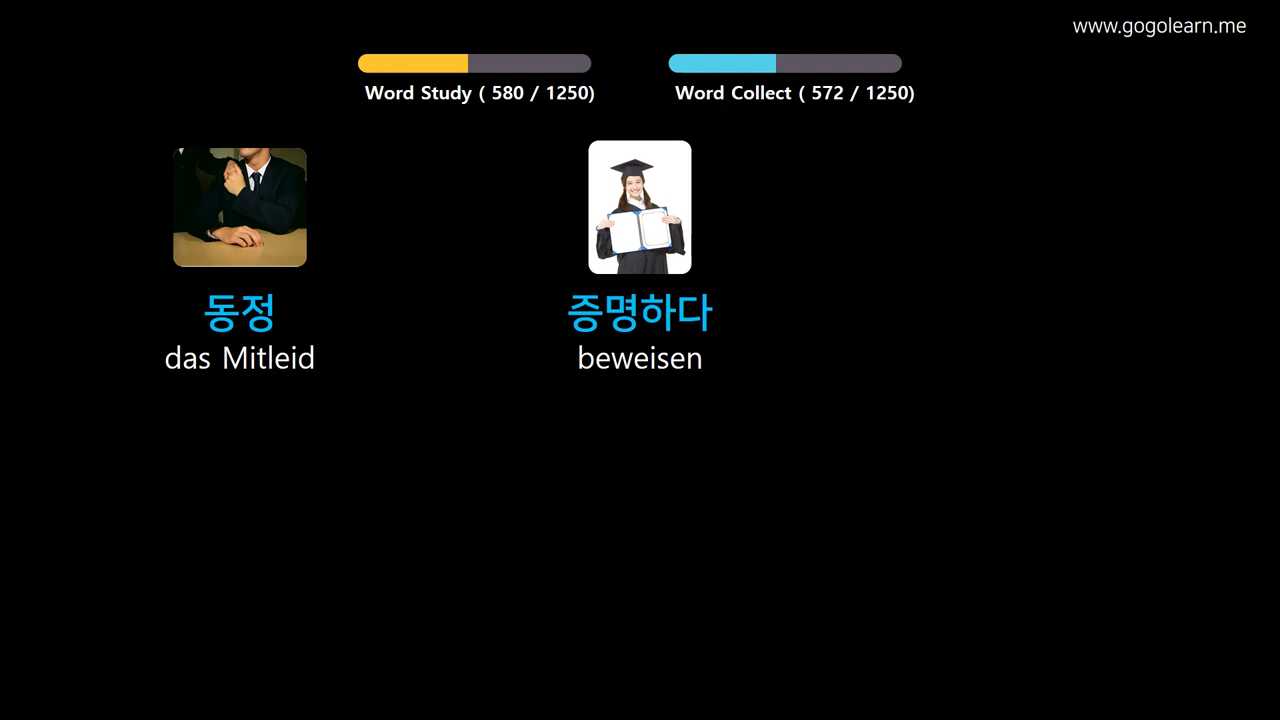 www.gogolearn.me
Word Study ( 580 / 1250)
Word Collect ( 572 / 1250)
동정
das Mitleid
증명하다
beweisen